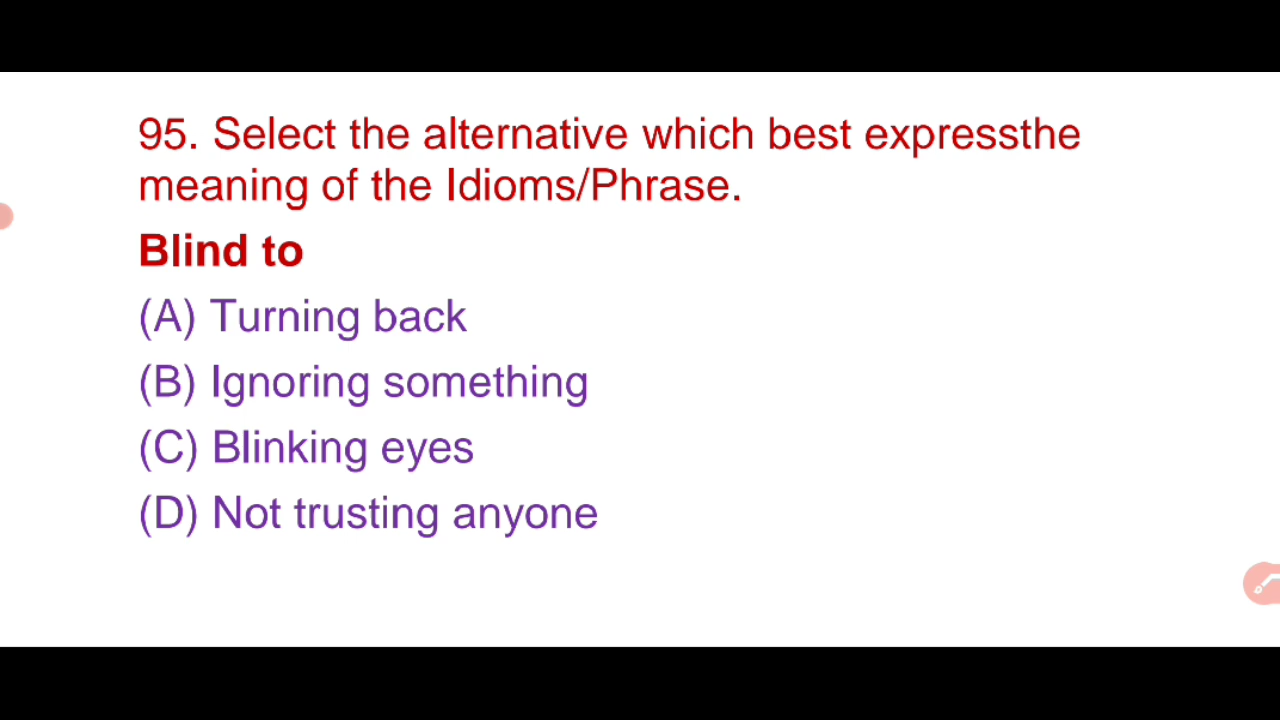 95. Select the alternative which best expressthe
meaning of the Idioms/Phrase.
Blind to
(A) Turning back
(B) Ignoring something
(C) Blinking eyes
(D) Not trusting anyone